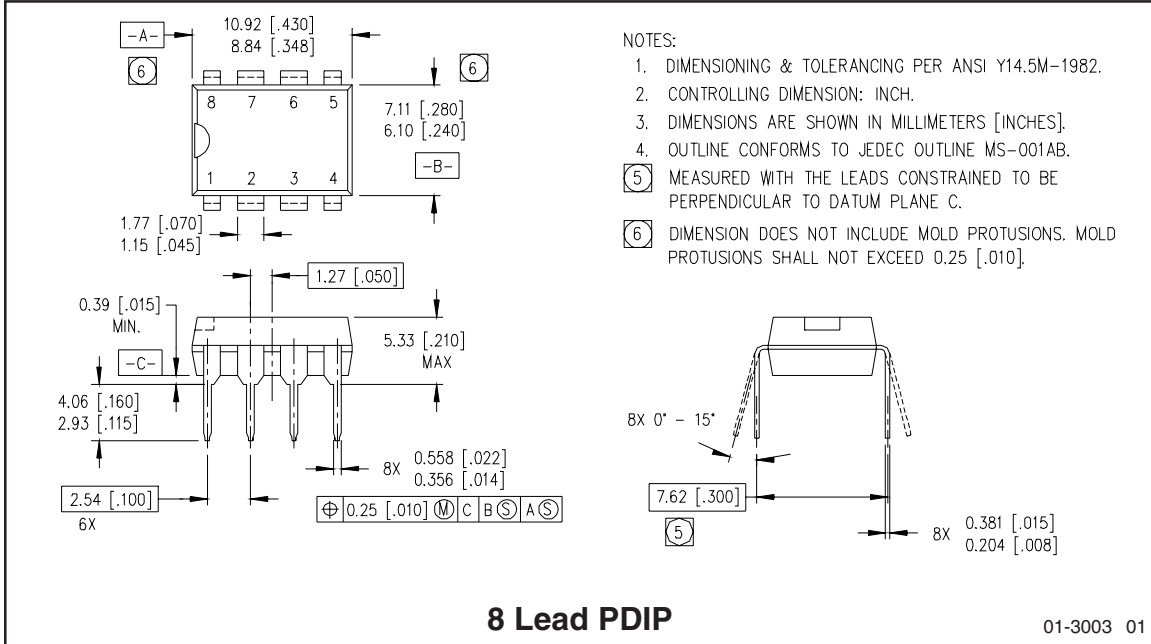 -A-
10.92 [.430]
8.84 [.348]
6
6
8 7 6 5
1 2 3 4
7.11 [.280]
6.10 [.240]
-B-
1.77 [.070]
1.15 [.045]
1.27 [.050]
0.39 [.015]
MIN.
-C-
5.33 [.210]
MAX
4.06 [.160]
2.93 [.115]
8X 0.558 [.022]
0.356 [.014]
2.54 [.100]
6X
⌖ 0.25 [.010] Ⓜ C B Ⓢ A Ⓢ
NOTES:
1. DIMENSIONING & TOLERANCING PER ANSI Y14.5M-1982.
2. CONTROLLING DIMENSION: INCH.
3. DIMENSIONS ARE SHOWN IN MILLIMETERS [INCHES].
4. OUTLINE CONFORMS TO JEDEC OUTLINE MS-001AB.
5 MEASURED WITH THE LEADS CONSTRAINED TO BE
PERPENDICULAR TO DATUM PLANE C.
6 DIMENSION DOES NOT INCLUDE MOLD PROTUSIONS. MOLD
PROTUSIONS SHALL NOT EXCEED 0.25 [.010].
8X 0° - 15°
7.62 [.300]
5
8X 0.381 [.015]
0.204 [.008]
8 Lead PDIP
01-3003 01